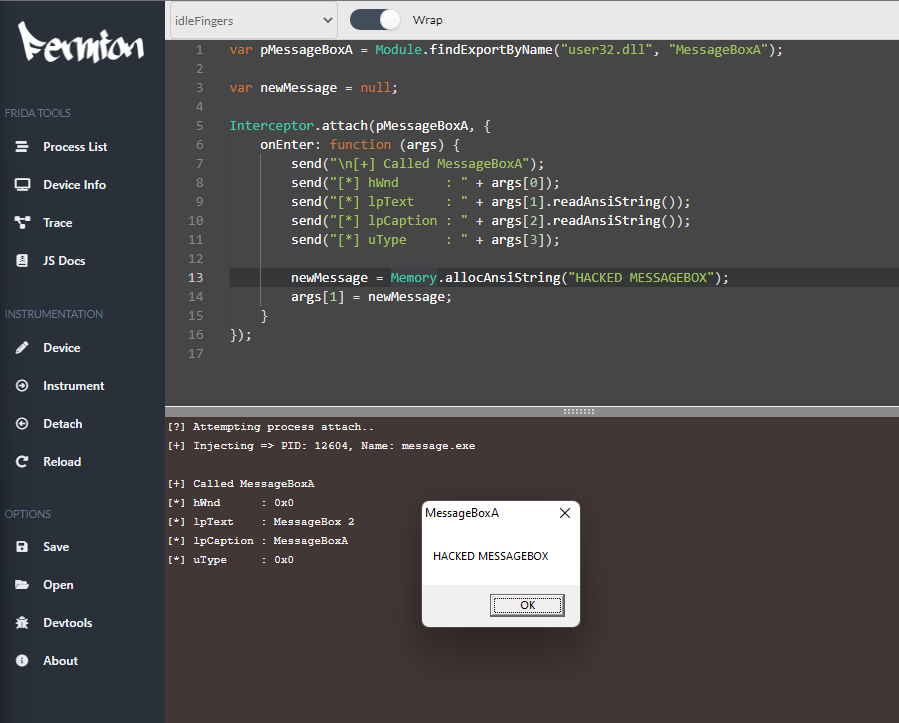 Fermion
idleFingers
Wrap
FRIDA TOOLS
Process List
Device Info
Trace
JS Docs
INSTRUMENTATION
Device
Instrument
Detach
Reload
OPTIONS
Save
Open
Devtools
About
1 var pMessageBoxA = Module.findExportByName("user32.dll", "MessageBoxA");
2
3 var newMessage = null;
4
5 Interceptor.attach(pMessageBoxA, {
6     onEnter: function (args) {
7         send("\n[+] Called MessageBoxA");
8         send("[*] hWnd      : " + args[0]);
9         send("[*] lpText    : " + args[1].readAnsiString());
10         send("[*] lpCaption : " + args[2].readAnsiString());
11         send("[*] uType     : " + args[3]);
12
13         newMessage = Memory.allocAnsiString("HACKED MESSAGEBOX");
14         args[1] = newMessage;
15     }
16 });
17
[?] Attempting process attach..
[+] Injecting => PID: 12604, Name: message.exe
[+] Called MessageBoxA
[*] hWnd      : 0x0
[*] lpText    : MessageBox 2
[*] lpCaption : MessageBoxA
[*] uType     : 0x0
MessageBoxA
HACKED MESSAGEBOX
OK